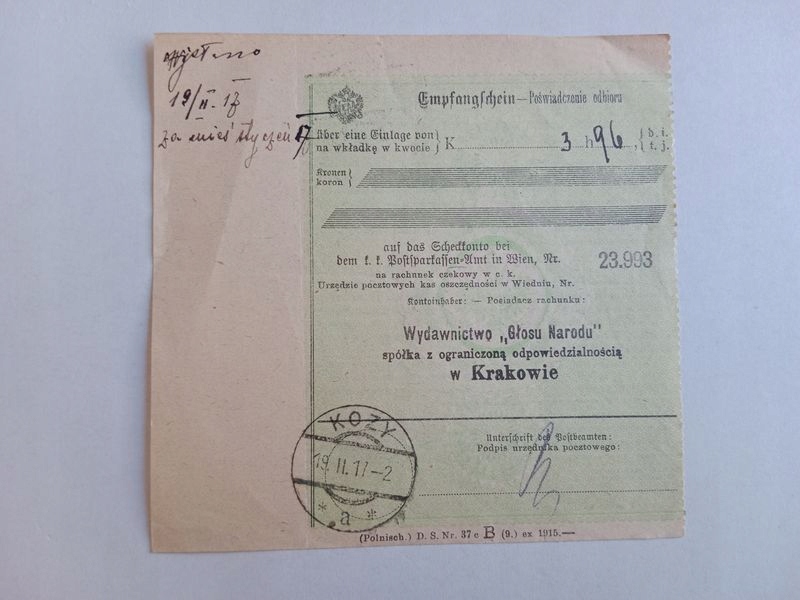 wysłano
19/II. 17
za mieś styczeń 17
Empfangschein — Poświadczenie odbioru
über eine Einlage von
na wkładkę w kwocie
K 3 h 96,
d. i.
t. j.
Kronen
koron
auf das Scheckkonto bei
dem k. k. Postsparkassen-Amt in Wien, Nr. 23.993
na rachunek czekowy w c. k.
Urzędzie pocztowych kas oszczędności w Wiedniu, Nr.
Kontoinhaber: — Posiadacz rachunku:
Wydawnictwo „Głosu Narodu"
spółka z ograniczoną odpowiedzialnością
w Krakowie
KOZY
19.II.17-2
* a *
Unterschrift des Postbeamten:
Podpis urzędnika pocztowego:
(Polnisch.) D. S. Nr. 37 c B (9.) ex 1915.—